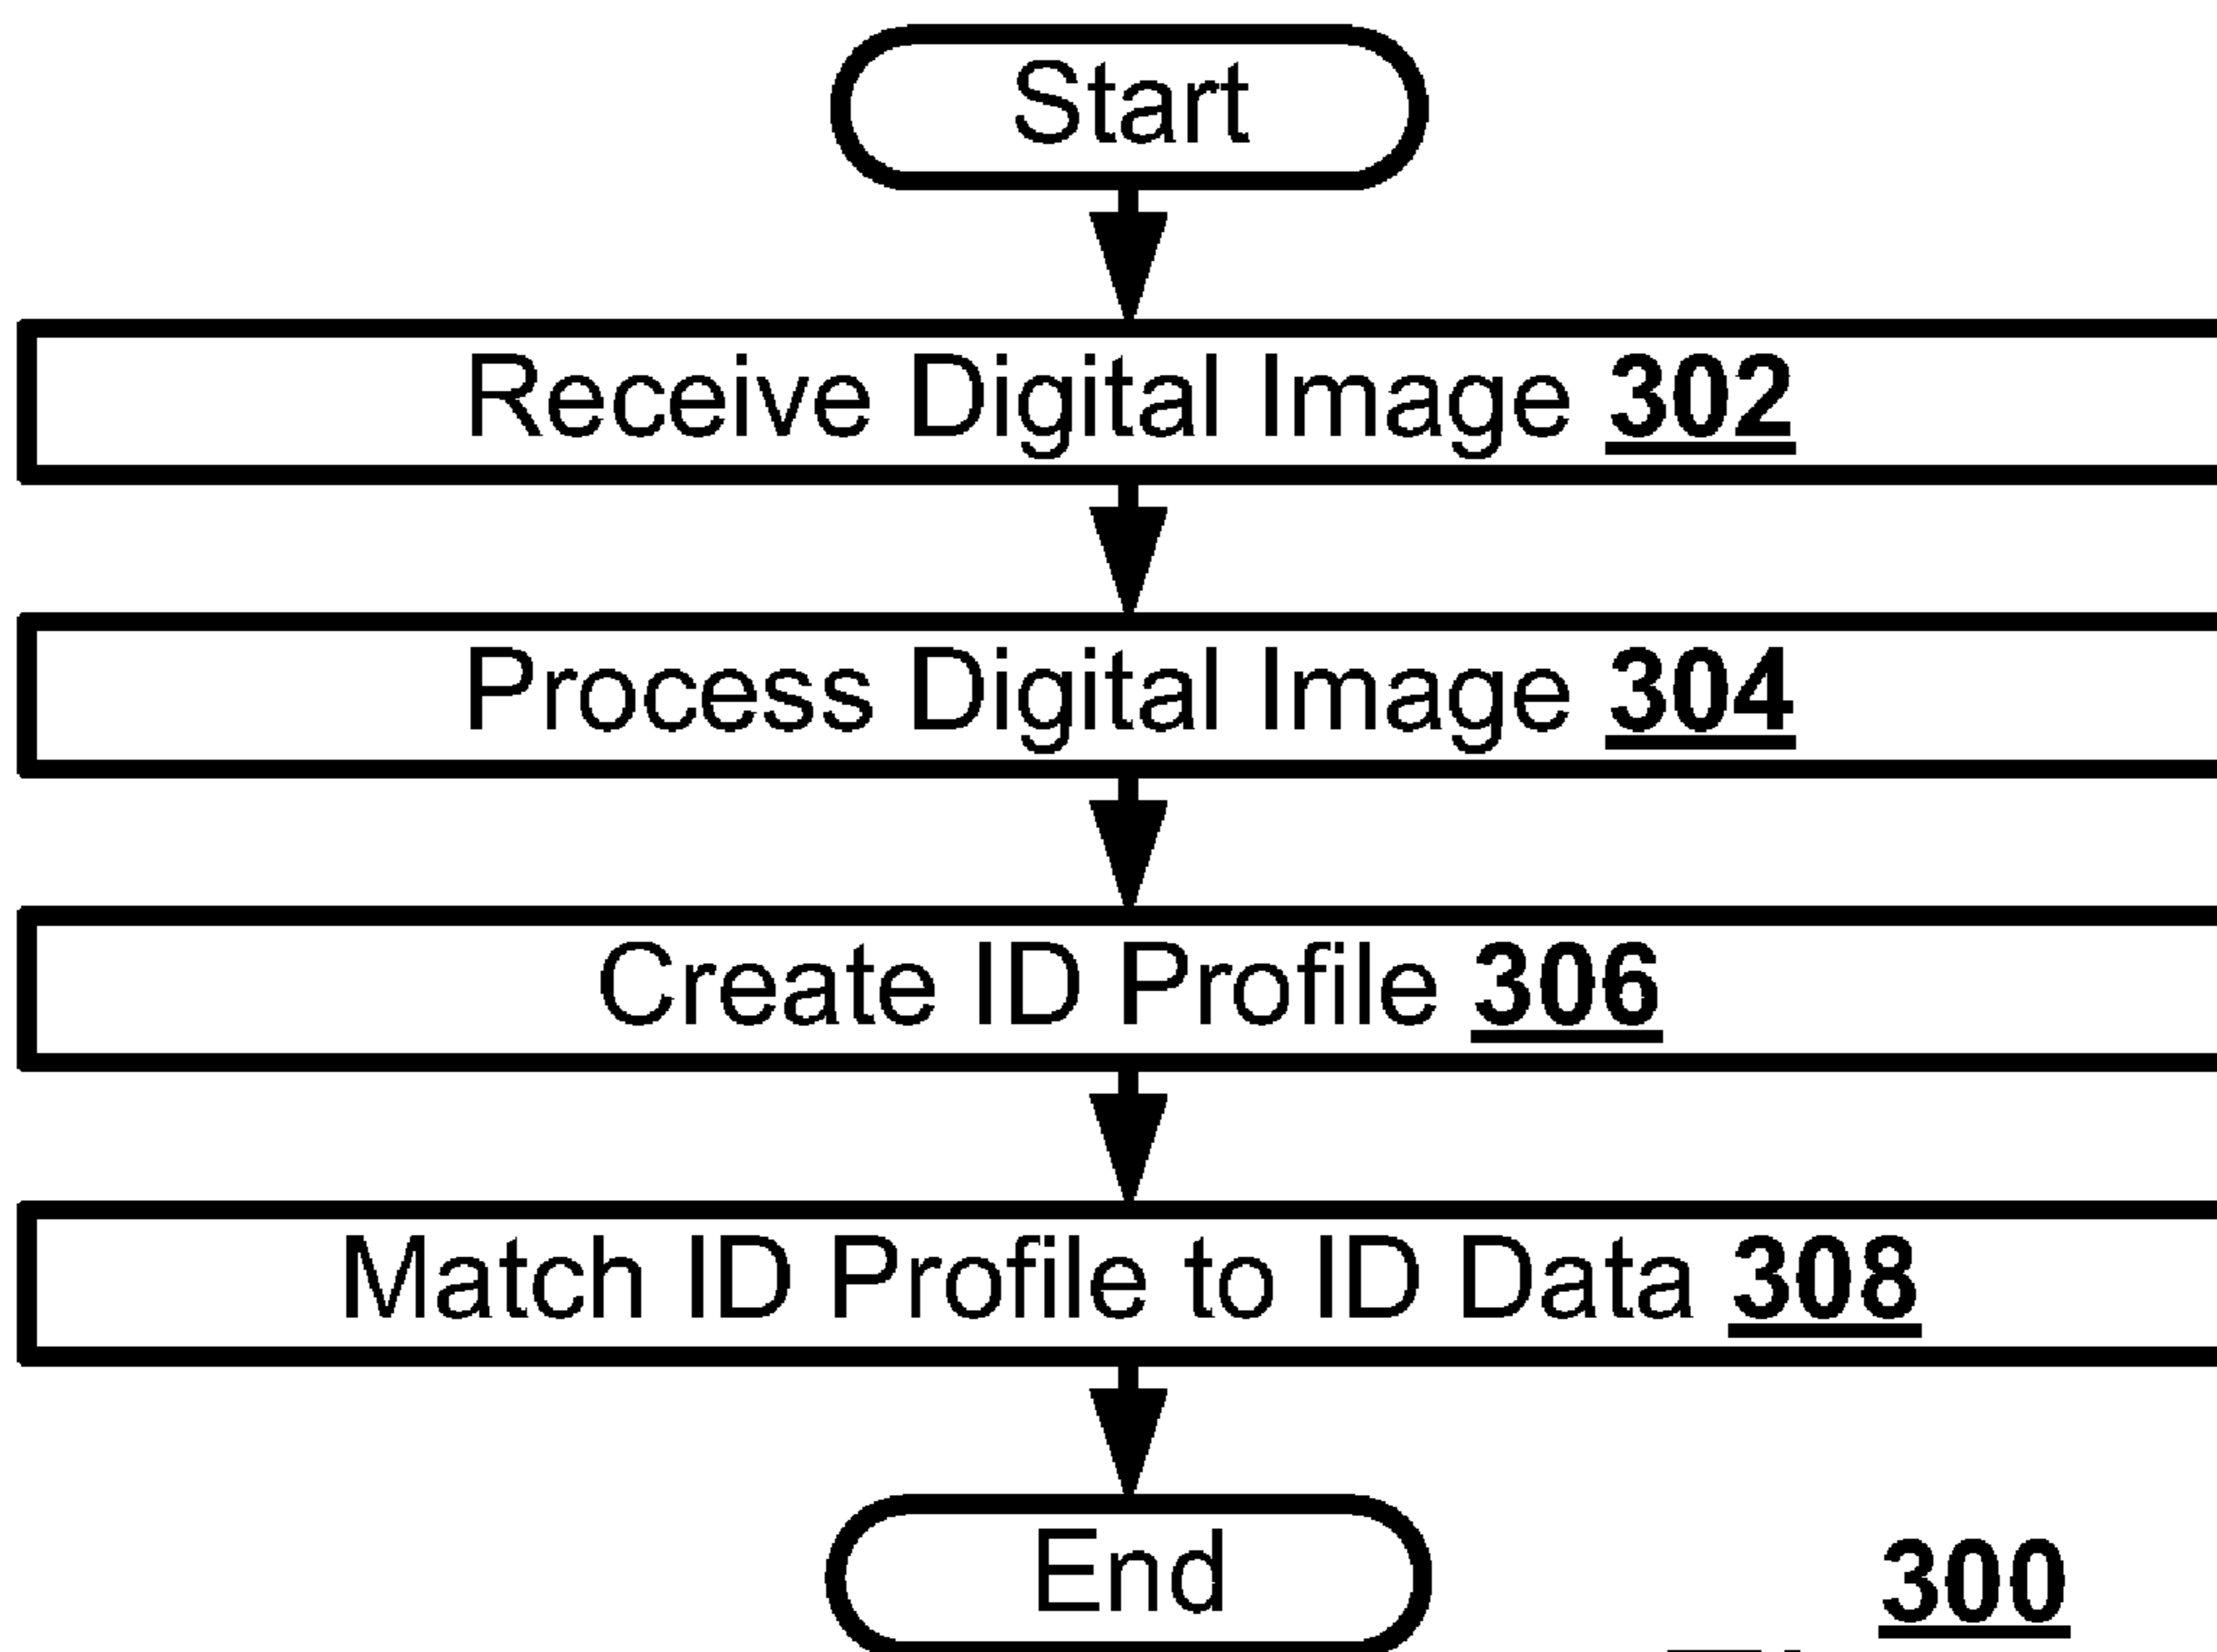 Start
Receive Digital Image 302
Process Digital Image 304
Create ID Profile 306
Match ID Profile to ID Data 308
End
300